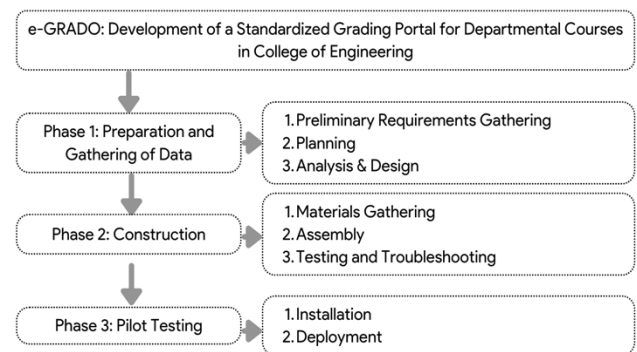 e-GRADO: Development of a Standardized Grading Portal for Departmental Courses
in College of Engineering
Phase 1: Preparation and
Gathering of Data
1. Preliminary Requirements Gathering
2. Planning
3. Analysis & Design
Phase 2: Construction
1. Materials Gathering
2. Assembly
3. Testing and Troubleshooting
Phase 3: Pilot Testing
1. Installation
2. Deployment